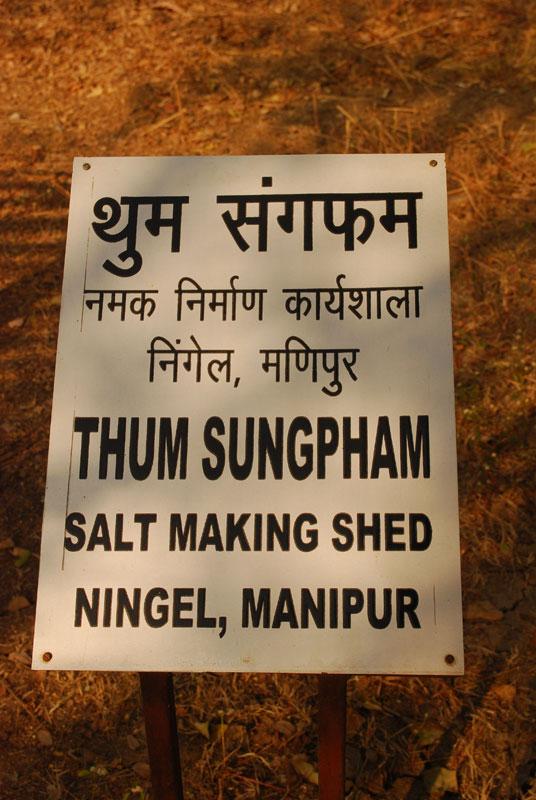 थुम संगफम
नमक निर्माण कार्यशाला
निंगेल, मणिपुर
THUM SUNGPHAM
SALT MAKING SHED
NINGEL, MANIPUR